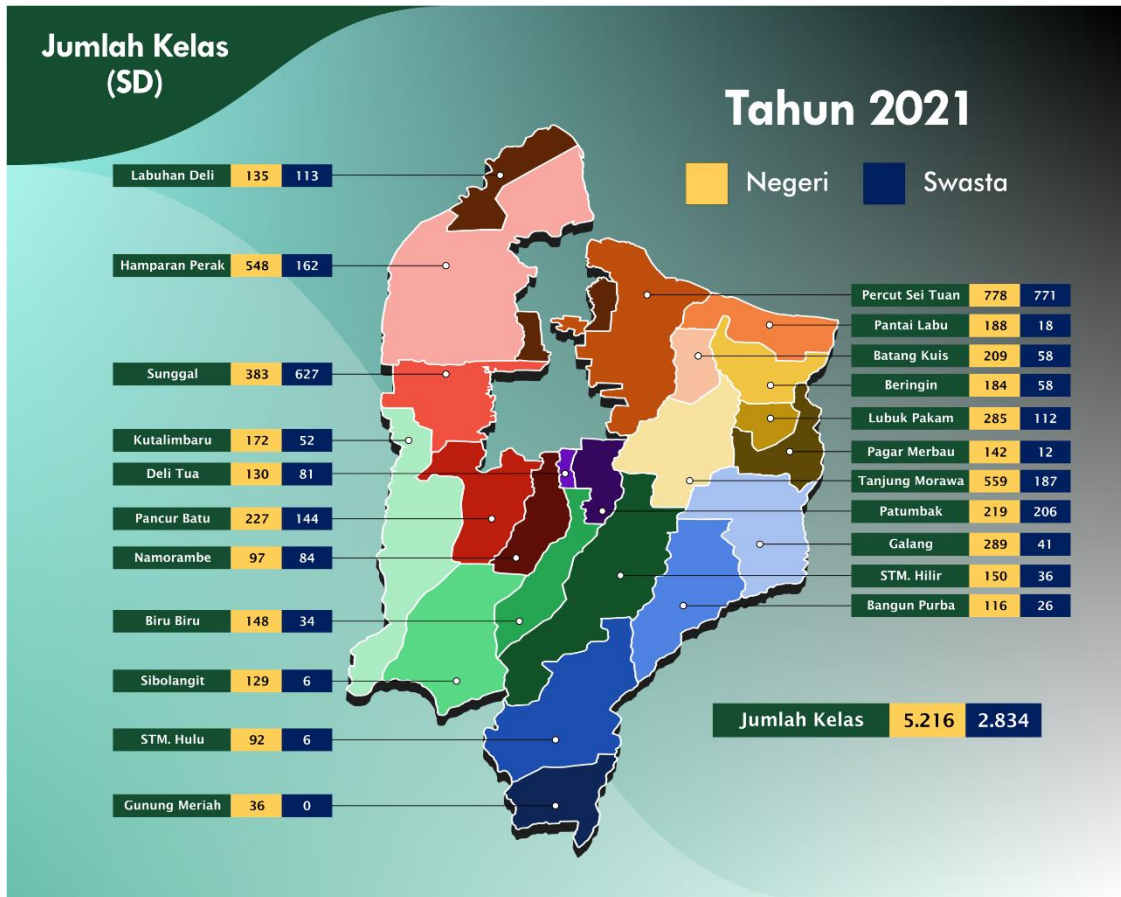 Jumlah Kelas
(SD)
Tahun 2021
Negeri Swasta
Labuhan Deli 135 113
Hamparan Perak 548 162
Sunggal 383 627
Kutalimbaru 172 52
Deli Tua 130 81
Pancur Batu 227 144
Namorambe 97 84
Biru Biru 148 34
Sibolangit 129 6
STM. Hulu 92 6
Gunung Meriah 36 0
Percut Sei Tuan 778 771
Pantai Labu 188 18
Batang Kuis 209 58
Beringin 184 58
Lubuk Pakam 285 112
Pagar Merbau 142 12
Tanjung Morawa 559 187
Patumbak 219 206
Galang 289 41
STM. Hilir 150 36
Bangun Purba 116 26
Jumlah Kelas 5.216 2.834